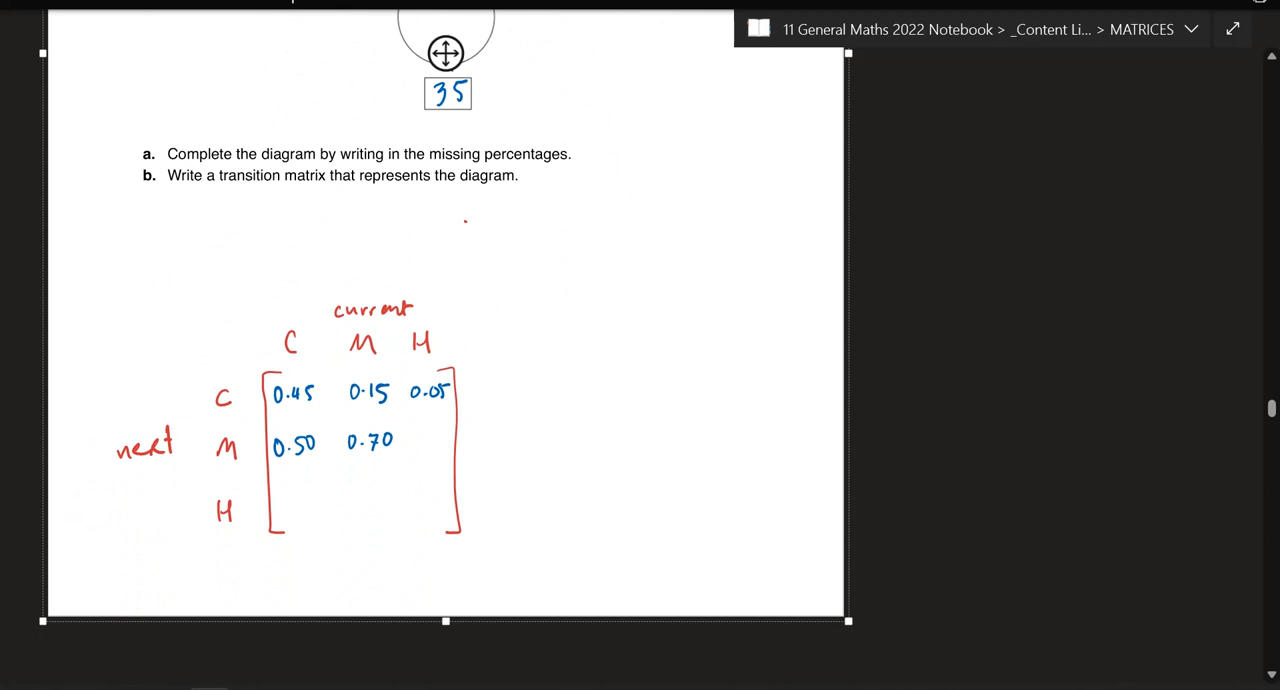 11 General Maths 2022 Notebook > _Content Li... > MATRICES
35
a. Complete the diagram by writing in the missing percentages.
b. Write a transition matrix that represents the diagram.
current
C M H
C 0.45 0.15 0.05
next M 0.50 0.70
H